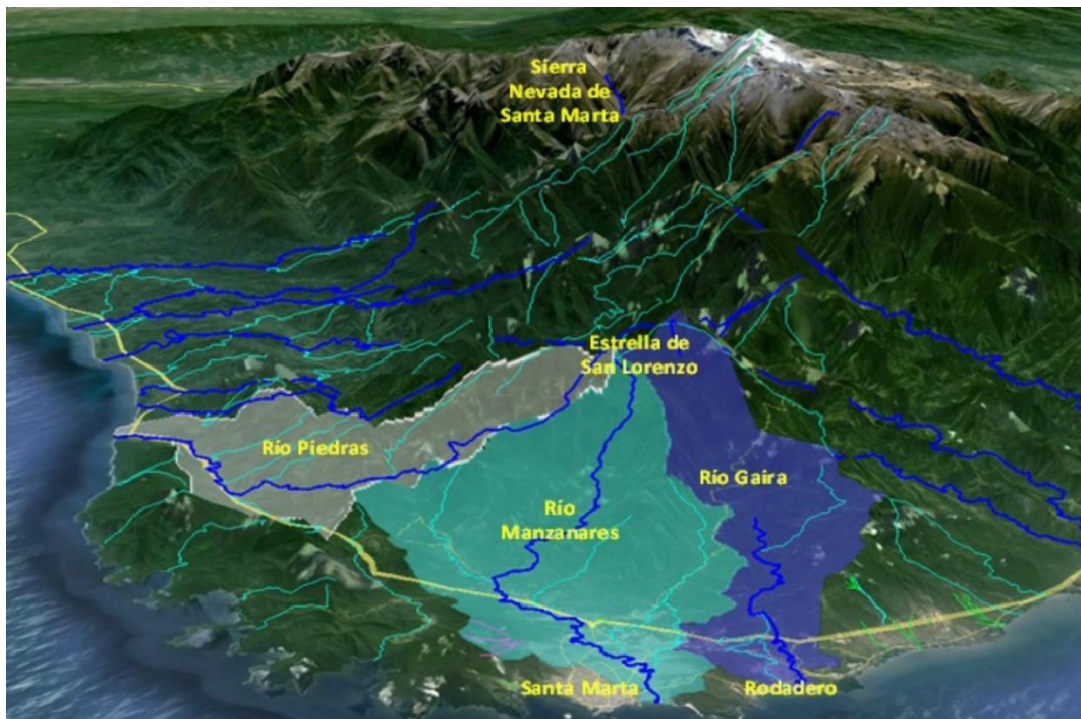 Sierra
Nevada de
Santa Marta
Estrella de
San Lorenzo
Río Piedras
Río Gaira
Río
Manzanares
Santa Marta
Rodadero